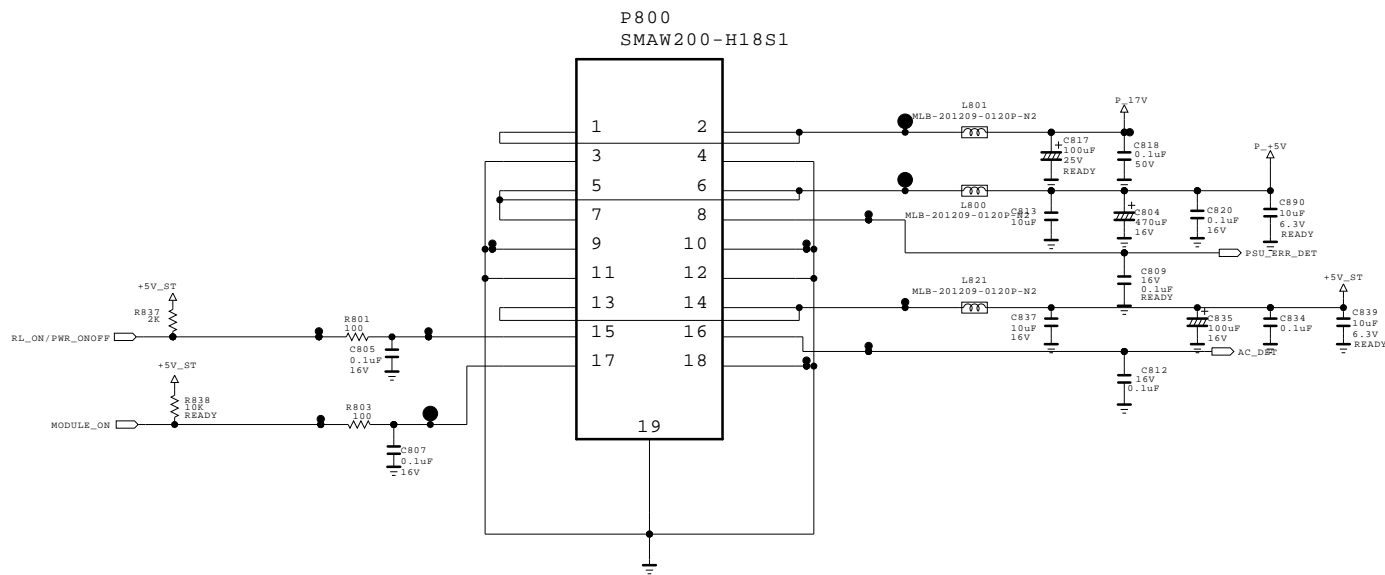 P800
SMAW200-H18S1
1
2
3
4
5
6
7
8
9
10
11
12
13
14
15
16
17
18
19
L801
MLB-201209-0120P-N2
P_17V
C817
100uF
25V
READY
C818
0.1uF
50V
P_+5V
L800
MLB-201209-0120P-N2
C813
10uF
C804
470uF
16V
C820
0.1uF
16V
C890
10uF
6.3V
READY
PSU_ERR_DET
C809
16V
0.1uF
READY
+5V_ST
L821
MLB-201209-0120P-N2
C837
10uF
16V
C835
100uF
16V
C834
0.1uF
C839
10uF
6.3V
READY
AC_DET
C812
16V
0.1uF
+5V_ST
R837
2K
RL_ON/PWR_ONOFF
R801
100
C805
0.1uF
16V
+5V_ST
R838
10K
READY
MODULE_ON
R803
100
C807
0.1uF
16V